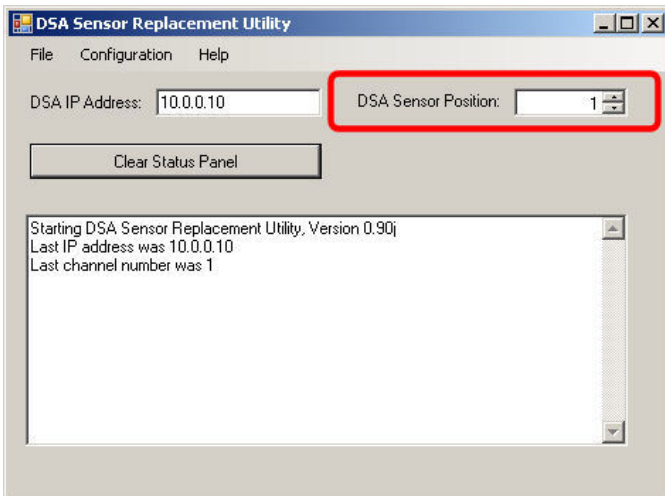 DSA Sensor Replacement Utility
File Configuration Help
DSA IP Address: 10.0.0.10 DSA Sensor Position: 1
Clear Status Panel
Starting DSA Sensor Replacement Utility, Version 0.90j
Last IP address was 10.0.0.10
Last channel number was 1